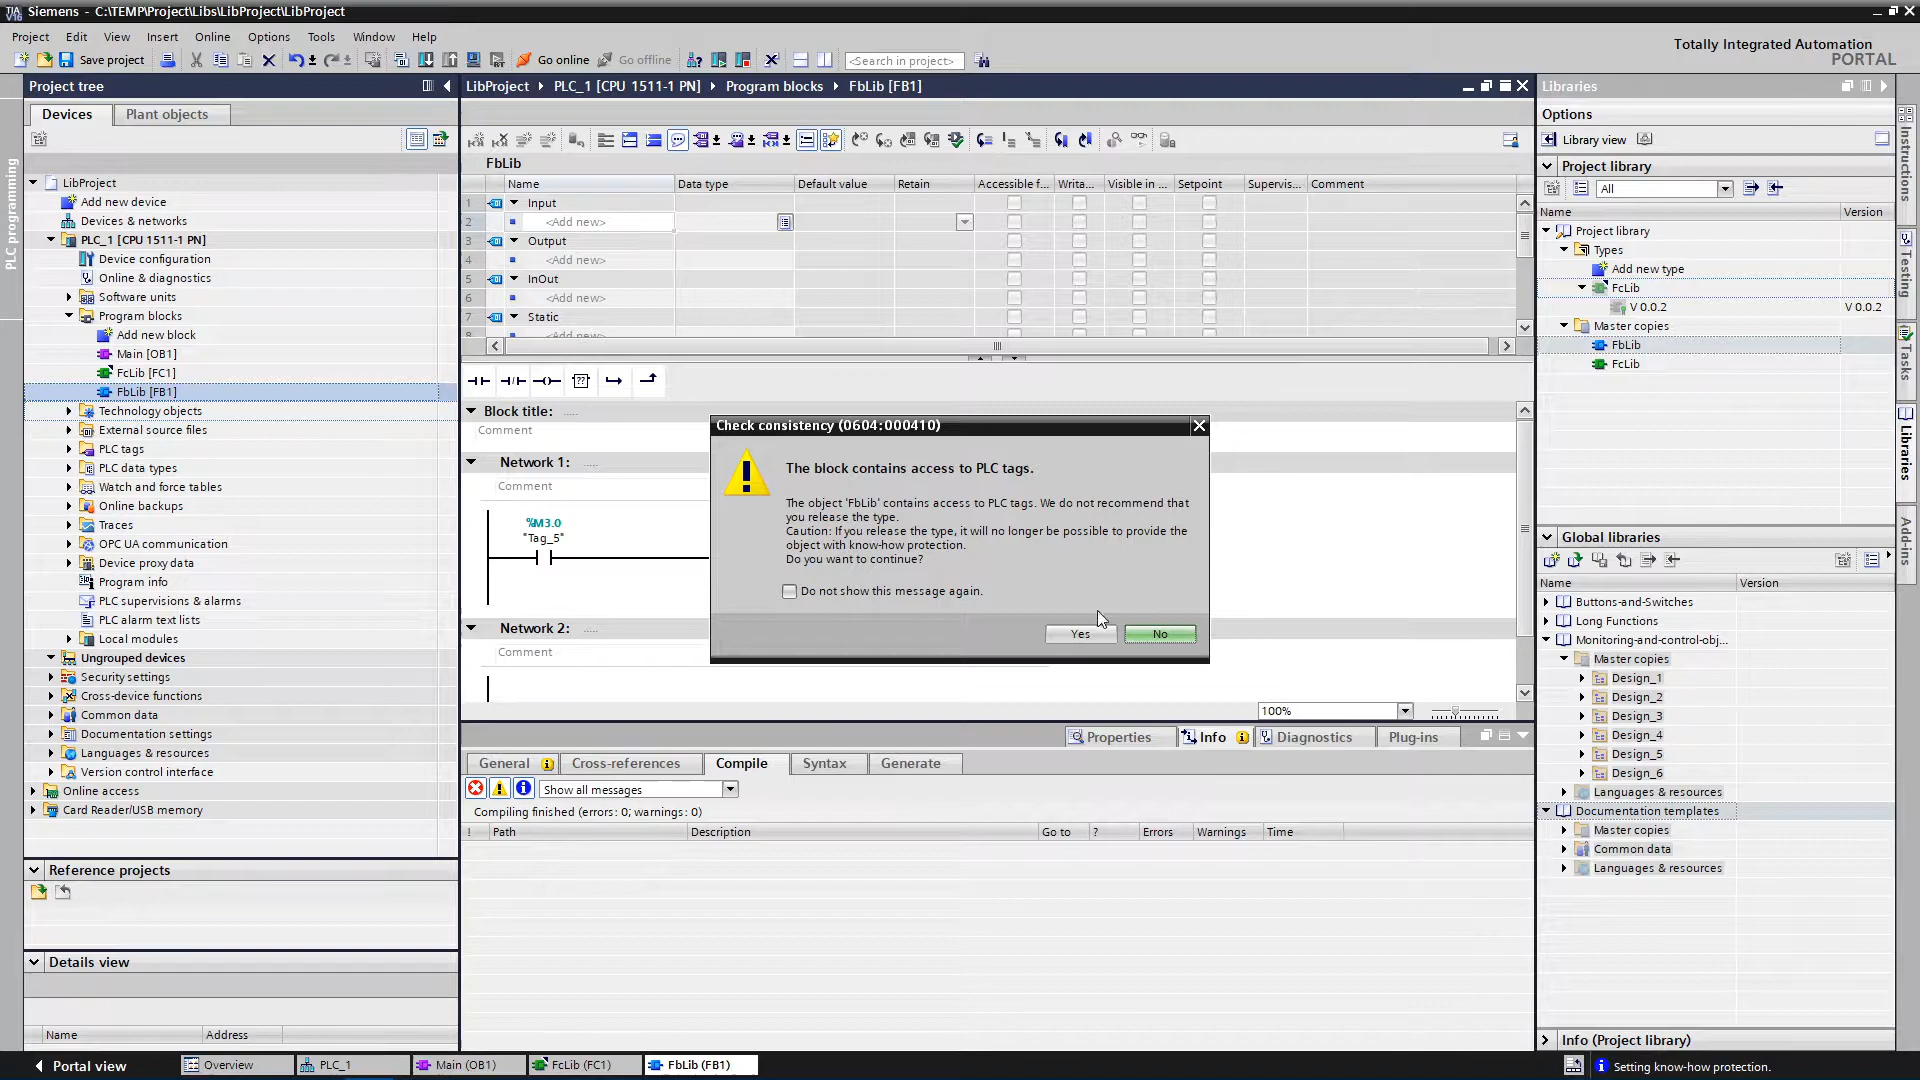 Siemens - C:\TEMP\Project\Libs\LibProject\LibProject
Project Edit View Insert Online Options Tools Window Help
Save project
Go online
Go offline
<Search in project>
Totally Integrated Automation
PORTAL
Project tree
Devices
Plant objects
PLC programming
LibProject
Add new device
Devices & networks
PLC_1 [CPU 1511-1 PN]
Device configuration
Online & diagnostics
Software units
Program blocks
Add new block
Main [OB1]
FcLib [FC1]
FbLib [FB1]
Technology objects
External source files
PLC tags
PLC data types
Watch and force tables
Online backups
Traces
OPC UA communication
Device proxy data
Program info
PLC supervisions & alarms
PLC alarm text lists
Local modules
Ungrouped devices
Security settings
Cross-device functions
Common data
Documentation settings
Languages & resources
Version control interface
Online access
Card Reader/USB memory
Reference projects
Details view
Name Address
LibProject PLC_1 [CPU 1511-1 PN] Program blocks FbLib [FB1]
FbLib
Name Data type Default value Retain Accessible f... Writa... Visible in ... Setpoint Supervis... Comment
1 Input
2 <Add new>
3 Output
4 <Add new>
5 InOut
6 <Add new>
7 Static
8 <Add new>
Block title: .....
Comment
Network 1: .....
Comment
%M3.0
"Tag_5"
Network 2: .....
Comment
100%
Check consistency (0604:000410)
The block contains access to PLC tags.
The object 'FbLib' contains access to PLC tags. We do not recommend that
you release the type.
Caution: If you release the type, it will no longer be possible to provide the
object with know-how protection.
Do you want to continue?
Do not show this message again.
Yes No
Properties Info Diagnostics Plug-ins
General Cross-references Compile Syntax Generate
Show all messages
Compiling finished (errors: 0; warnings: 0)
! Path Description Go to ? Errors Warnings Time
Libraries
Options
Library view
Project library
All
Name Version
Project library
Types
Add new type
FcLib
V 0.0.2 V 0.0.2
Master copies
FbLib
FcLib
Global libraries
Name Version
Buttons-and-Switches
Long Functions
Monitoring-and-control-obj...
Master copies
Design_1
Design_2
Design_3
Design_4
Design_5
Design_6
Languages & resources
Documentation templates
Master copies
Common data
Languages & resources
Info (Project library)
Instructions
Testing
Tasks
Libraries
Add-ins
Portal view
Overview
PLC_1
Main (OB1)
FcLib (FC1)
FbLib (FB1)
Setting know-how protection.